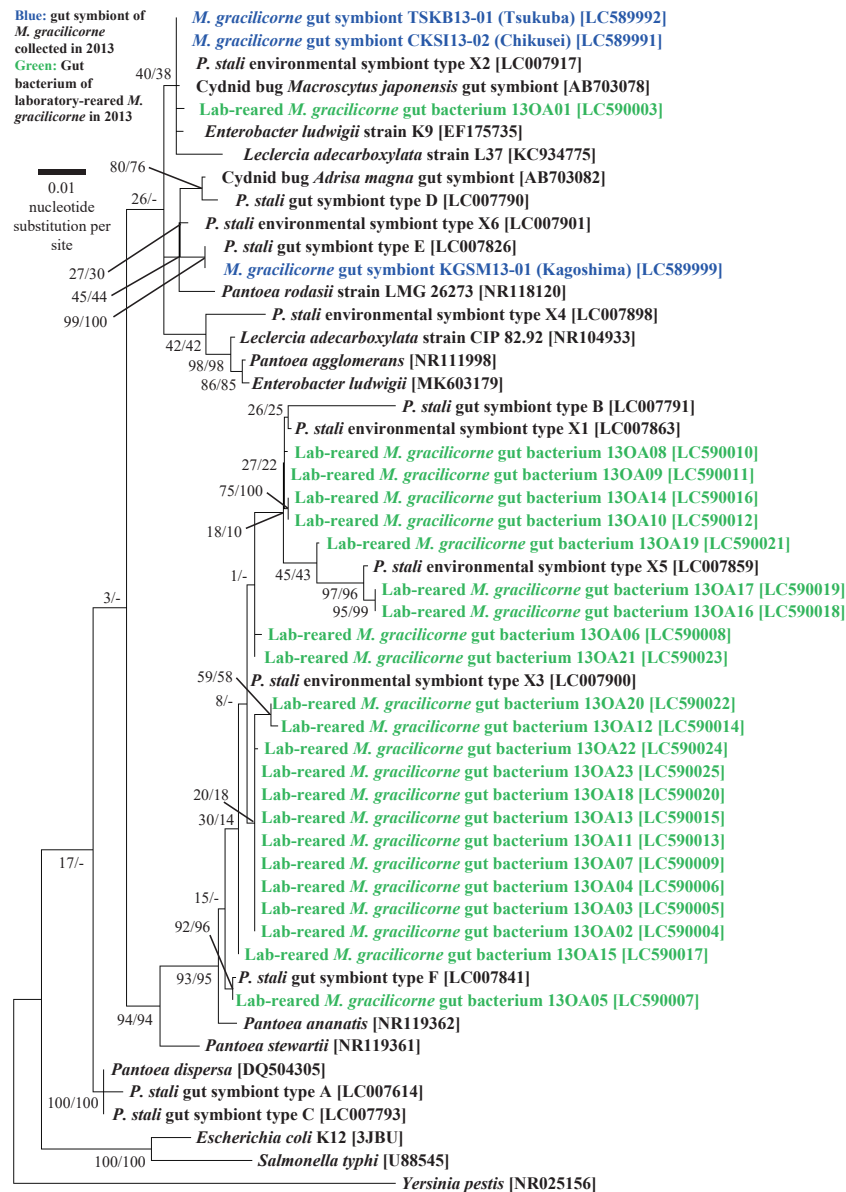 Blue: gut symbiont of
M. gracilicorne
collected in 2013
Green: Gut
bacterium of
laboratory-reared M.
gracilicorne in 2013
0.01
nucleotide
substitution per
site
M. gracilicorne gut symbiont TSKB13-01 (Tsukuba) [LC589992]
M. gracilicorne gut symbiont CKSI13-02 (Chikusei) [LC589991]
P. stali environmental symbiont type X2 [LC007917]
40/38
Cydnid bug Macroscytus japonensis gut symbiont [AB703078]
Lab-reared M. gracilicorne gut bacterium 13OA01 [LC590003]
Enterobacter ludwigii strain K9 [EF175735]
Leclercia adecarboxylata strain L37 [KC934775]
80/76
Cydnid bug Adrisa magna gut symbiont [AB703082]
26/-
P. stali gut symbiont type D [LC007790]
P. stali environmental symbiont type X6 [LC007901]
P. stali gut symbiont type E [LC007826]
27/30
M. gracilicorne gut symbiont KGSM13-01 (Kagoshima) [LC589999]
45/44
Pantoea rodasii strain LMG 26273 [NR118120]
99/100
P. stali environmental symbiont type X4 [LC007898]
Leclercia adecarboxylata strain CIP 82.92 [NR104933]
42/42
Pantoea agglomerans [NR111998]
98/98
Enterobacter ludwigii [MK603179]
86/85
P. stali gut symbiont type B [LC007791]
26/25
P. stali environmental symbiont type X1 [LC007863]
Lab-reared M. gracilicorne gut bacterium 13OA08 [LC590010]
27/22
Lab-reared M. gracilicorne gut bacterium 13OA09 [LC590011]
75/100
Lab-reared M. gracilicorne gut bacterium 13OA14 [LC590016]
Lab-reared M. gracilicorne gut bacterium 13OA10 [LC590012]
18/10
Lab-reared M. gracilicorne gut bacterium 13OA19 [LC590021]
P. stali environmental symbiont type X5 [LC007859]
1/-
45/43
97/96
Lab-reared M. gracilicorne gut bacterium 13OA17 [LC590019]
3/-
95/99
Lab-reared M. gracilicorne gut bacterium 13OA16 [LC590018]
Lab-reared M. gracilicorne gut bacterium 13OA06 [LC590008]
Lab-reared M. gracilicorne gut bacterium 13OA21 [LC590023]
59/58
P. stali environmental symbiont type X3 [LC007900]
8/-
Lab-reared M. gracilicorne gut bacterium 13OA20 [LC590022]
Lab-reared M. gracilicorne gut bacterium 13OA12 [LC590014]
Lab-reared M. gracilicorne gut bacterium 13OA22 [LC590024]
Lab-reared M. gracilicorne gut bacterium 13OA23 [LC590025]
20/18
Lab-reared M. gracilicorne gut bacterium 13OA18 [LC590020]
30/14
Lab-reared M. gracilicorne gut bacterium 13OA13 [LC590015]
Lab-reared M. gracilicorne gut bacterium 13OA11 [LC590013]
17/-
Lab-reared M. gracilicorne gut bacterium 13OA07 [LC590009]
Lab-reared M. gracilicorne gut bacterium 13OA04 [LC590006]
15/-
Lab-reared M. gracilicorne gut bacterium 13OA03 [LC590005]
92/96
Lab-reared M. gracilicorne gut bacterium 13OA02 [LC590004]
Lab-reared M. gracilicorne gut bacterium 13OA15 [LC590017]
93/95
P. stali gut symbiont type F [LC007841]
Lab-reared M. gracilicorne gut bacterium 13OA05 [LC590007]
94/94
Pantoea ananatis [NR119362]
Pantoea stewartii [NR119361]
Pantoea dispersa [DQ504305]
P. stali gut symbiont type A [LC007614]
100/100
P. stali gut symbiont type C [LC007793]
Escherichia coli K12 [3JBU]
100/100
Salmonella typhi [U88545]
Yersinia pestis [NR025156]